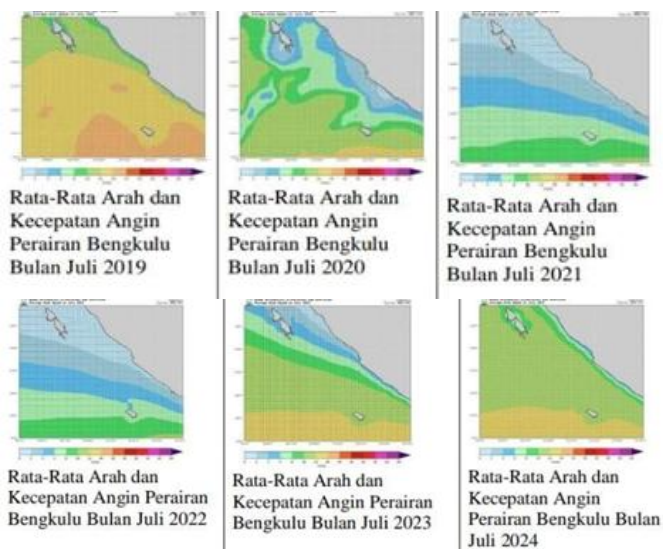 Rata-Rata Arah dan
Kecepatan Angin
Perairan Bengkulu
Bulan Juli 2019
Rata-Rata Arah dan
Kecepatan Angin
Perairan Bengkulu
Bulan Juli 2020
Rata-Rata Arah dan
Kecepatan Angin
Perairan Bengkulu
Bulan Juli 2021
Rata-Rata Arah dan
Kecepatan Angin Perairan
Bengkulu Bulan Juli 2022
Rata-Rata Arah dan
Kecepatan Angin Perairan
Bengkulu Bulan Juli 2023
Rata-Rata Arah dan
Kecepatan Angin
Perairan Bengkulu Bulan
Juli 2024